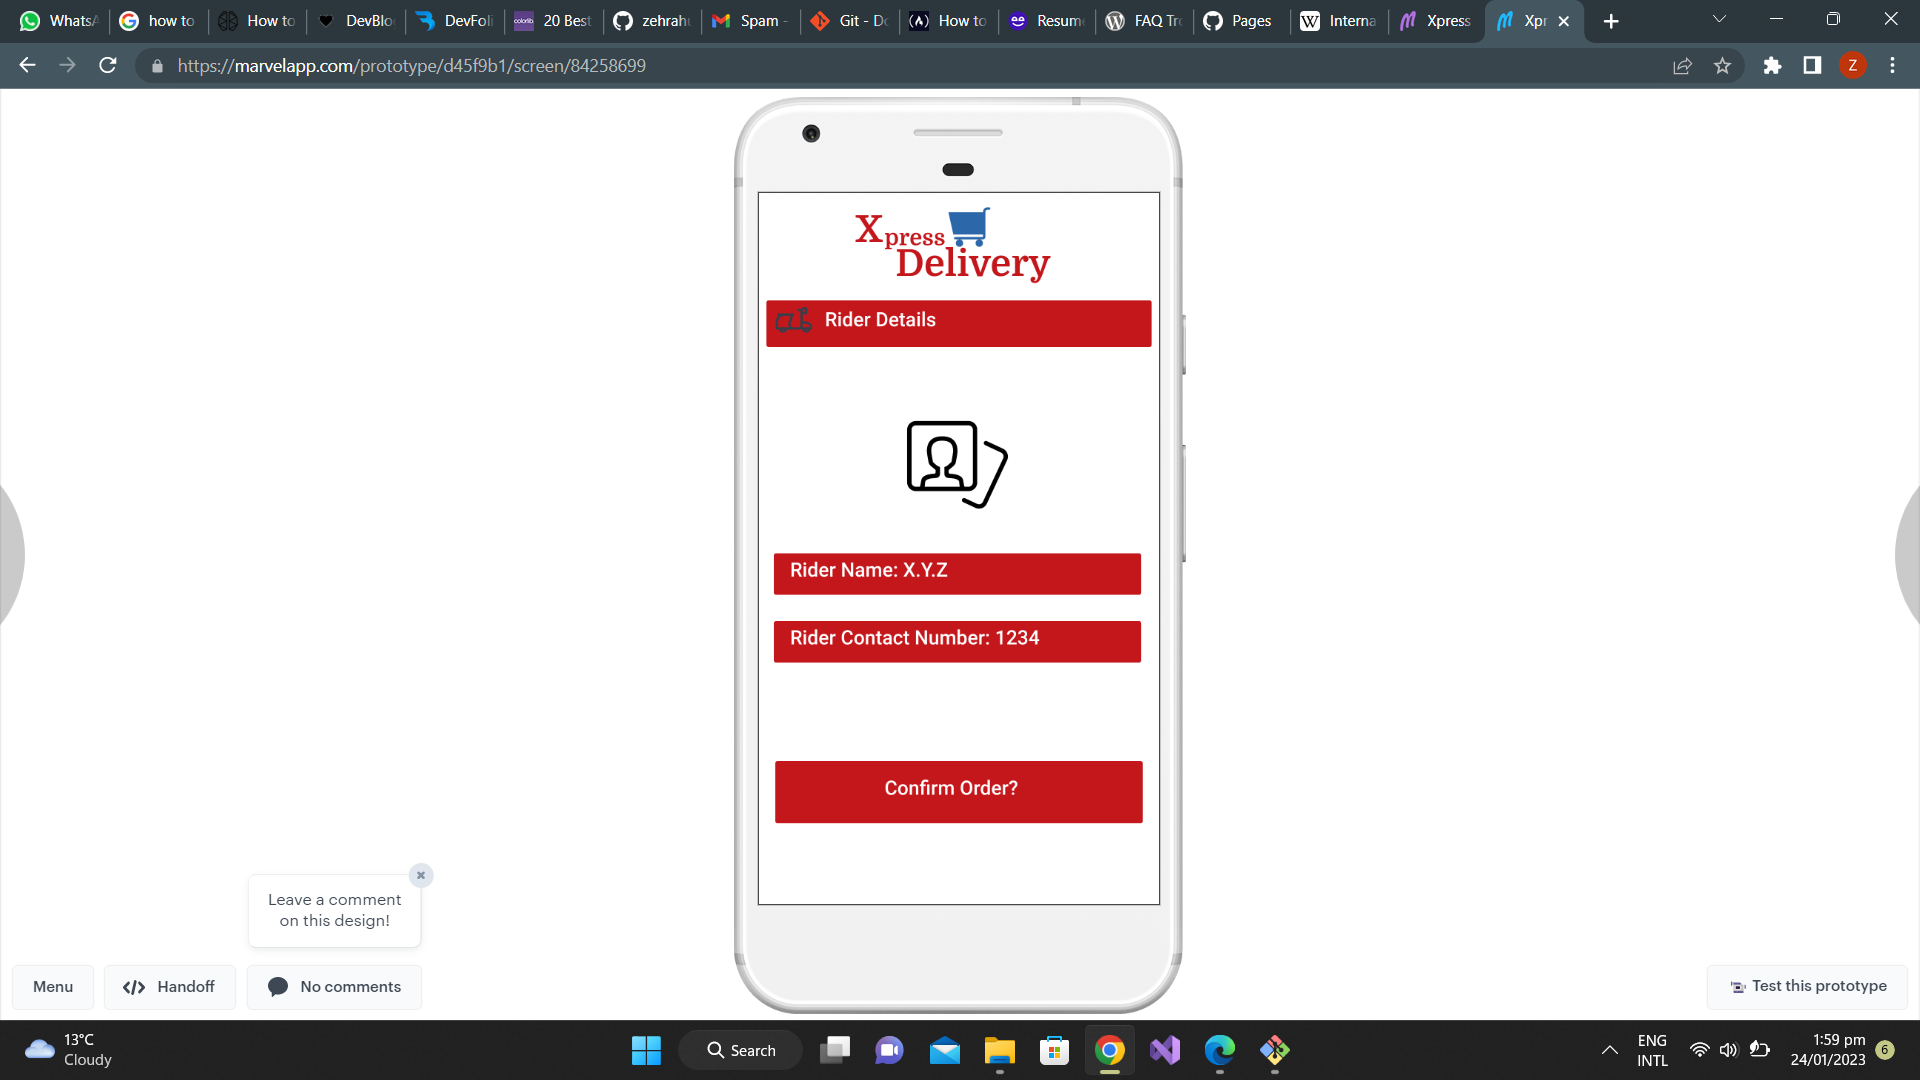 WhatsA
how to
How to
DevBlo
DevFoli
colorlib
20 Best
zehrahu
Spam -
Git - Do
How to
Resume
FAQ Tr
Pages
W
Interna
Xpress
Xpr
https://marvelapp.com/prototype/d45f9b1/screen/84258699
Z
Xpress
Delivery
Rider Details
Rider Name: X.Y.Z
Rider Contact Number: 1234
Confirm Order?
Leave a comment
on this design!
Menu
Handoff
No comments
Test this prototype
13°C
Cloudy
Search
ENG
INTL
1:59 pm
24/01/2023
6